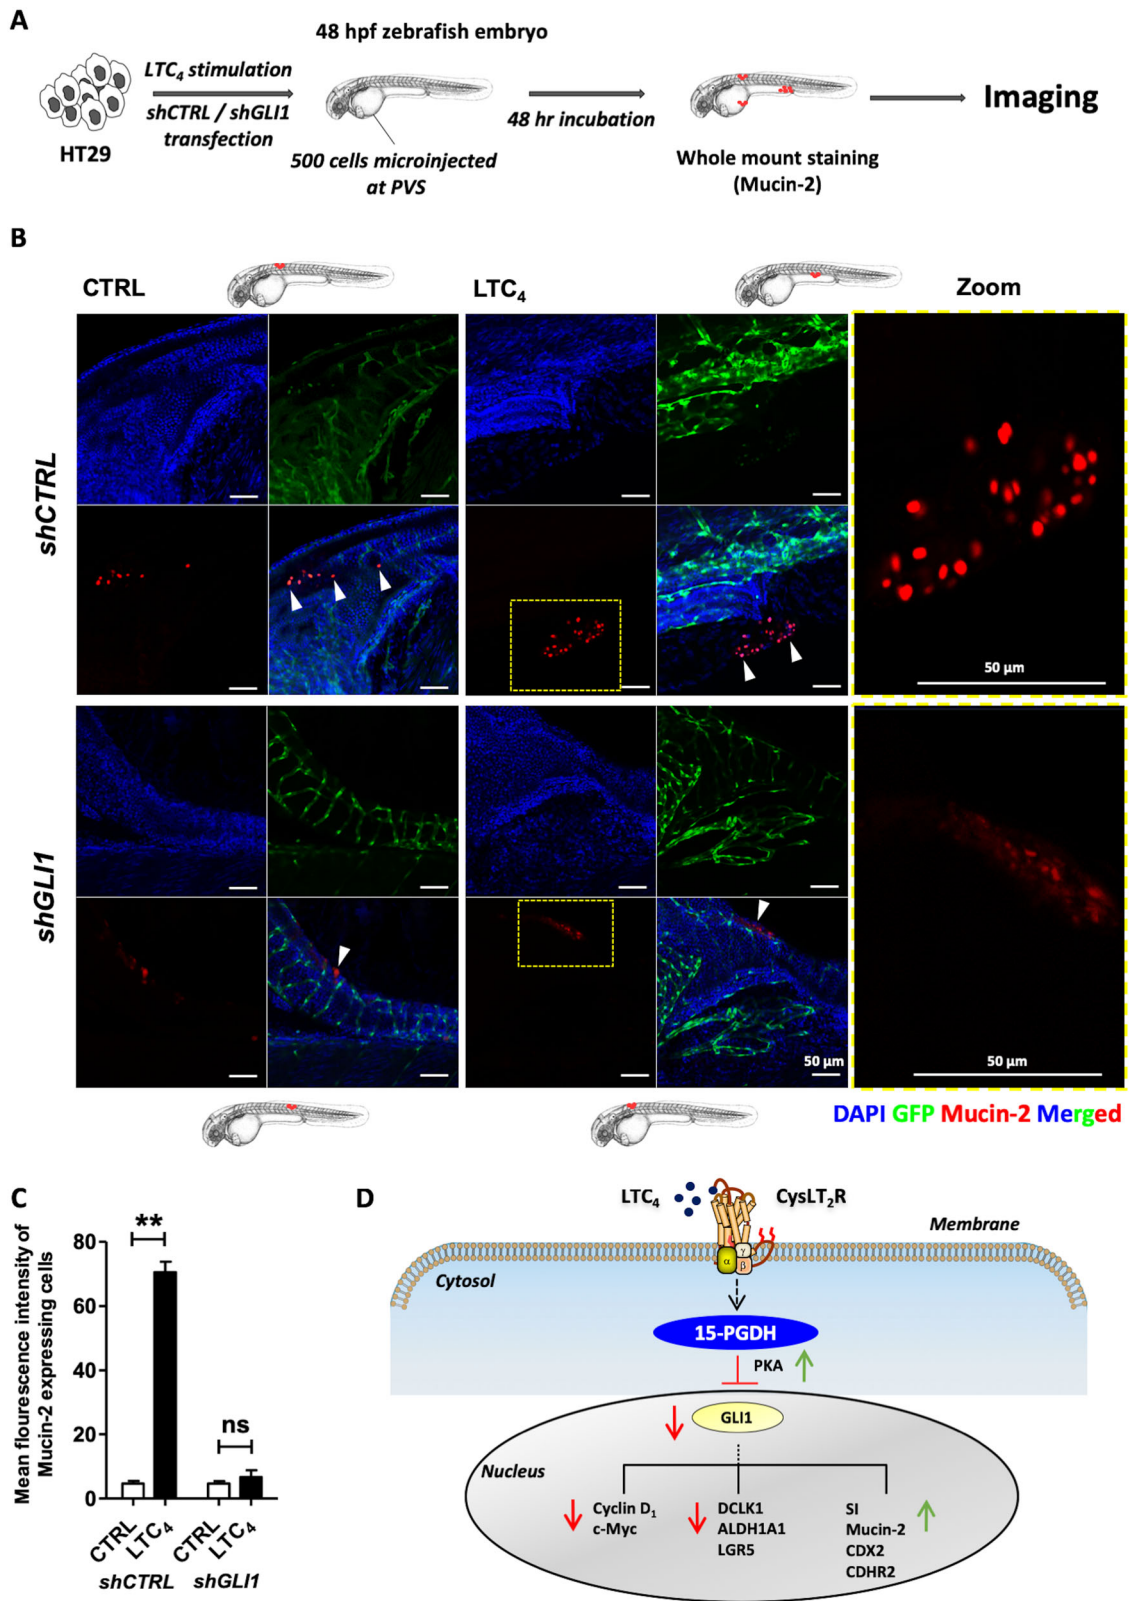 A
48 hpf zebrafish embryo
LTC4 stimulation
shCTRL / shGLI1
transfection
48 hr incubation
Imaging
HT29
500 cells microinjected
at PVS
Whole mount staining
(Mucin-2)
B
CTRL
LTC4
Zoom
shCTRL
50 µm
shGLI1
50 µm
50 µm
DAPI GFP Mucin-2 Merged
C
Mean flourescence intensity of
Mucin-2 expressing cells
80
60
40
20
0
**
ns
CTRL
LTC4
CTRL
LTC4
shCTRL
shGLI1
D
LTC4
CysLT2R
Membrane
γ
α
β
Cytosol
15-PGDH
PKA
GLI1
Nucleus
Cyclin D1
c-Myc
DCLK1
ALDH1A1
LGR5
SI
Mucin-2
CDX2
CDHR2